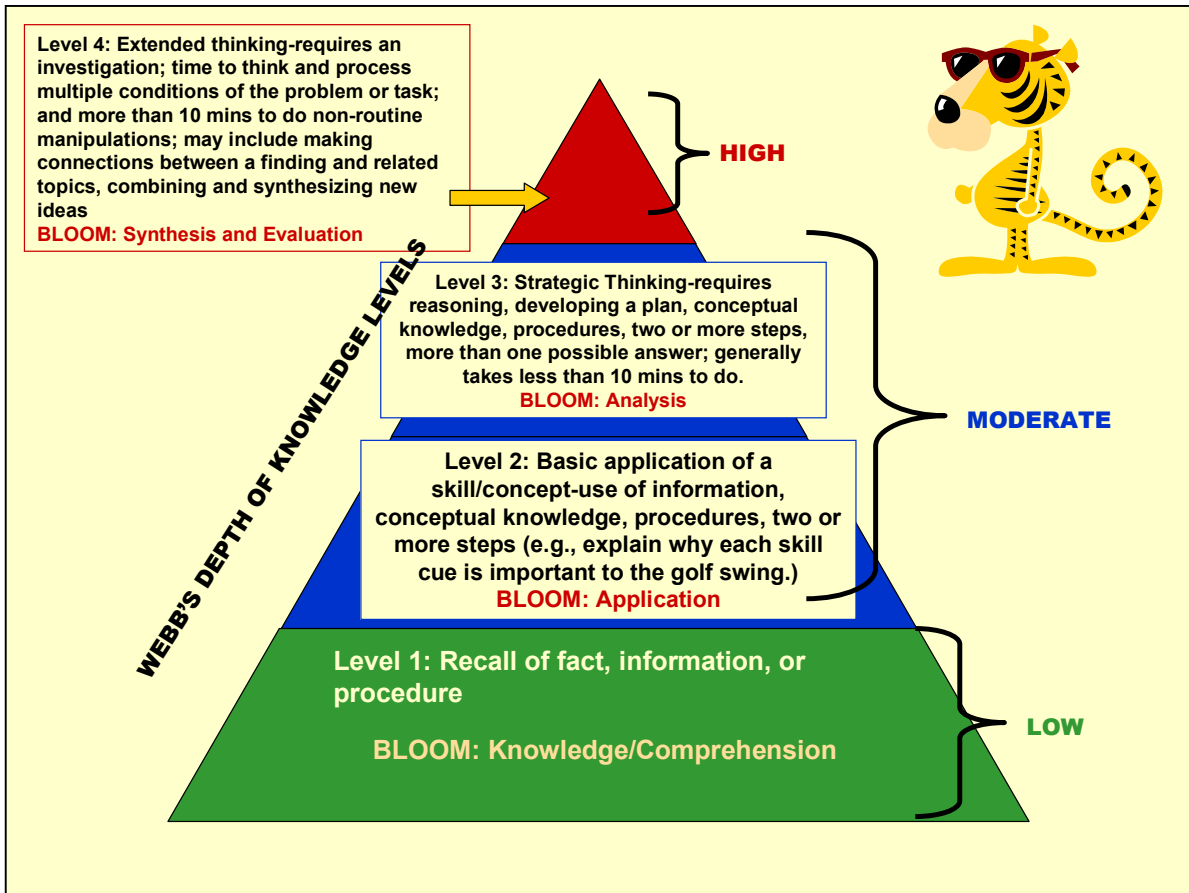 Level 4: Extended thinking-requires an
investigation; time to think and process
multiple conditions of the problem or task;
and more than 10 mins to do non-routine
manipulations; may include making
connections between a finding and related
topics, combining and synthesizing new
ideas
BLOOM: Synthesis and Evaluation
HIGH
WEBB'S DEPTH OF KNOWLEDGE LEVELS
Level 3: Strategic Thinking-requires
reasoning, developing a plan, conceptual
knowledge, procedures, two or more steps,
more than one possible answer; generally
takes less than 10 mins to do.
BLOOM: Analysis
MODERATE
Level 2: Basic application of a
skill/concept-use of information,
conceptual knowledge, procedures, two or
more steps (e.g., explain why each skill
cue is important to the golf swing.)
BLOOM: Application
Level 1: Recall of fact, information, or
procedure
BLOOM: Knowledge/Comprehension
LOW